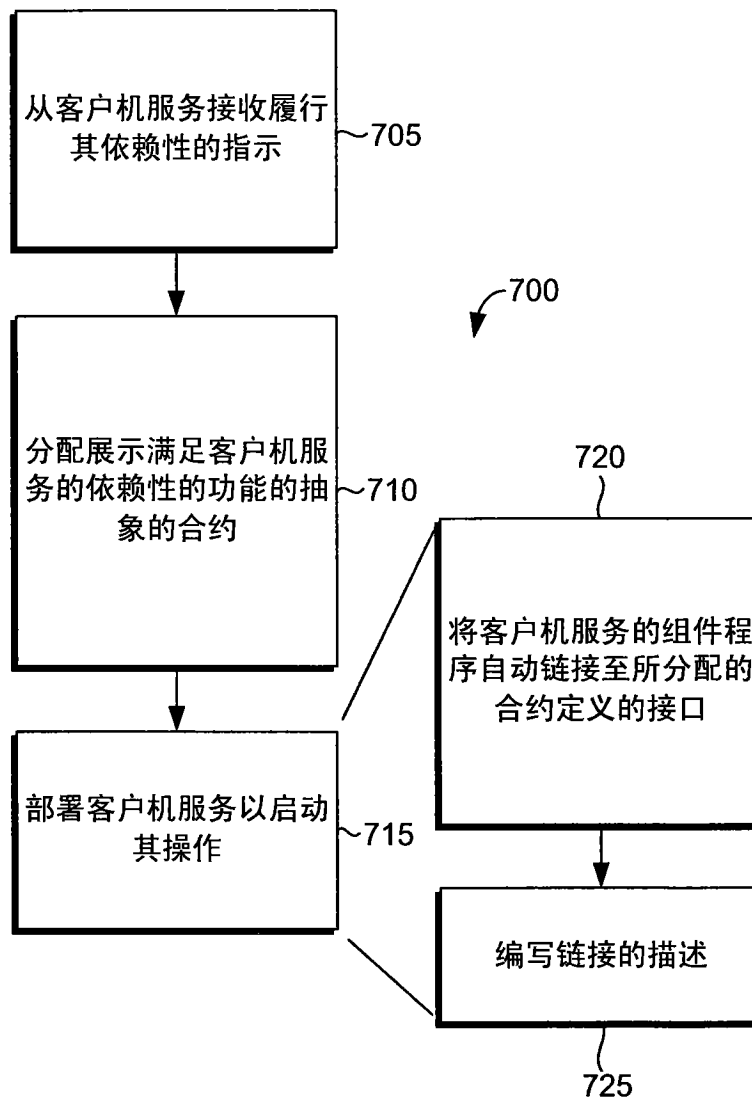 从客户机服务接收履行
其依赖性的指示
705
700
分配展示满足客户机服
务的依赖性的功能的抽
象的合约
710
部署客户机服务以启动
其操作
715
720
将客户机服务的组件程
序自动链接至所分配的
合约定义的接口
编写链接的描述
725